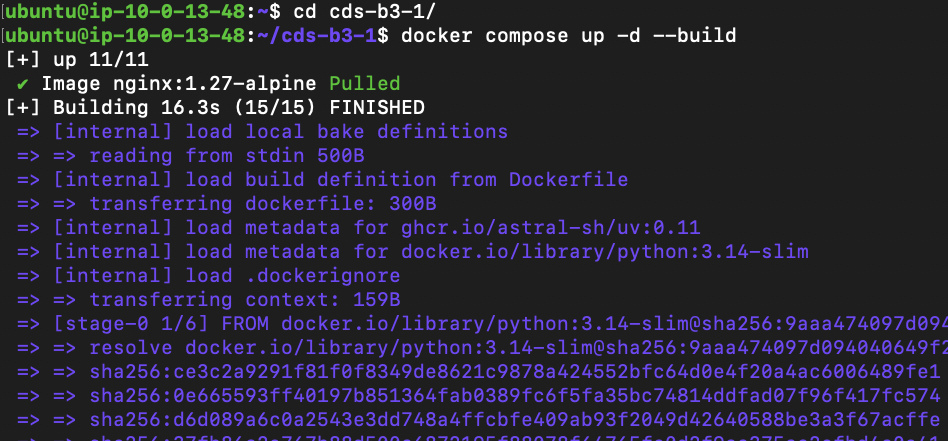 ubuntu@ip-10-0-13-48:~$ cd cds-b3-1/
ubuntu@ip-10-0-13-48:~/cds-b3-1$ docker compose up -d --build
[+] up 11/11
✔ Image nginx:1.27-alpine Pulled
[+] Building 16.3s (15/15) FINISHED
=> [internal] load local bake definitions
=> => reading from stdin 500B
=> [internal] load build definition from Dockerfile
=> => transferring dockerfile: 300B
=> [internal] load metadata for ghcr.io/astral-sh/uv:0.11
=> [internal] load metadata for docker.io/library/python:3.14-slim
=> [internal] load .dockerignore
=> => transferring context: 159B
=> [stage-0 1/6] FROM docker.io/library/python:3.14-slim@sha256:9aaa474097d094
=> => resolve docker.io/library/python:3.14-slim@sha256:9aaa474097d094040649f2
=> => sha256:ce3c2a9291f81f0f8349de8621c9878a424552bfc64d0e4f20a4ac6006489fe1
=> => sha256:0e665593ff40197b851364fab0389fc6f5fa35bc74814ddfad07f96f417fc574
=> => sha256:d6d089a6c0a2543e3dd748a4ffcbfe409ab93f2049d42640588be3a3f67acffe